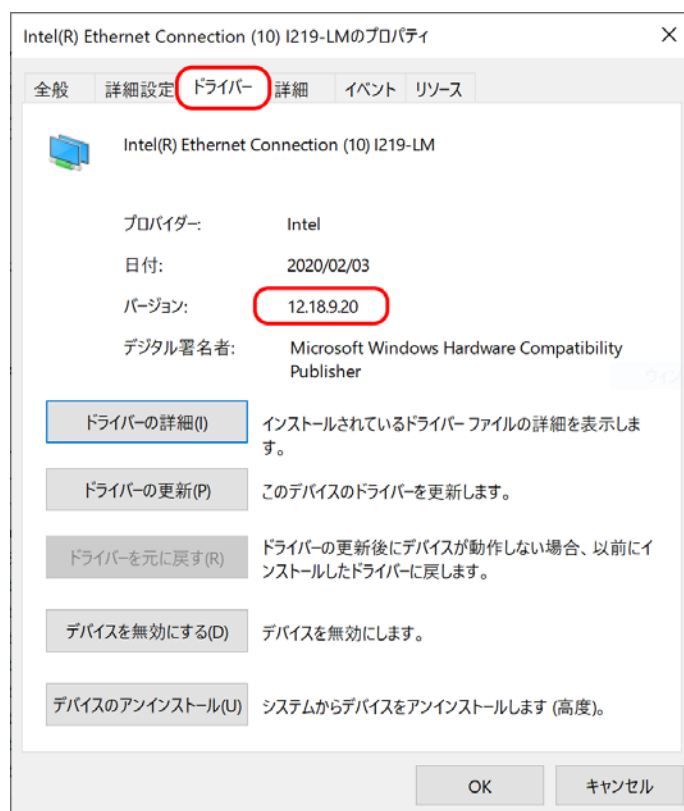 Intel(R) Ethernet Connection (10) I219-LMのプロパティ
全般 詳細設定 ドライバー 詳細 イベント リソース
Intel(R) Ethernet Connection (10) I219-LM
プロバイダー: Intel
日付: 2020/02/03
バージョン: 12.18.9.20
デジタル署名者: Microsoft Windows Hardware Compatibility
Publisher
ドライバーの詳細(I) インストールされているドライバー ファイルの詳細を表示しま
す。
ドライバーの更新(P) このデバイスのドライバーを更新します。
ドライバーを元に戻す(R) ドライバーの更新後にデバイスが動作しない場合、以前にイ
ンストールしたドライバーに戻します。
デバイスを無効にする(D) デバイスを無効にします。
デバイスのアンインストール(U) システムからデバイスをアンインストールします (高度)。
OK キャンセル